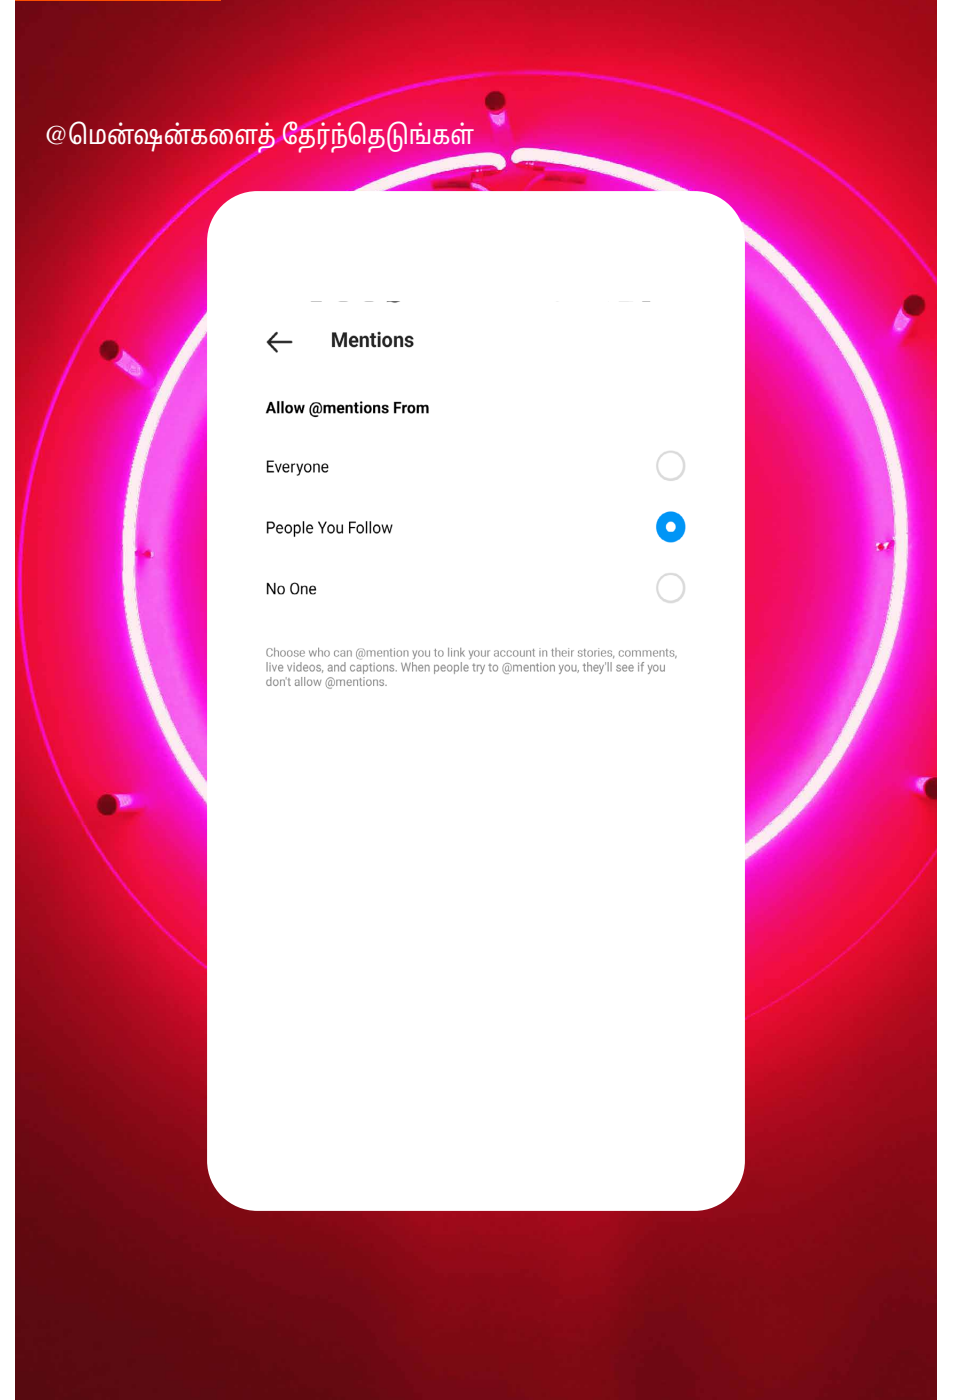 @மென்ஷன்களைத் தேர்ந்தெடுங்கள்
Mentions
Allow @mentions From
Everyone
People You Follow
No One
Choose who can @mention you to link your account in their stories, comments,
live videos, and captions. When people try to @mention you, they'll see if you
don't allow @mentions.